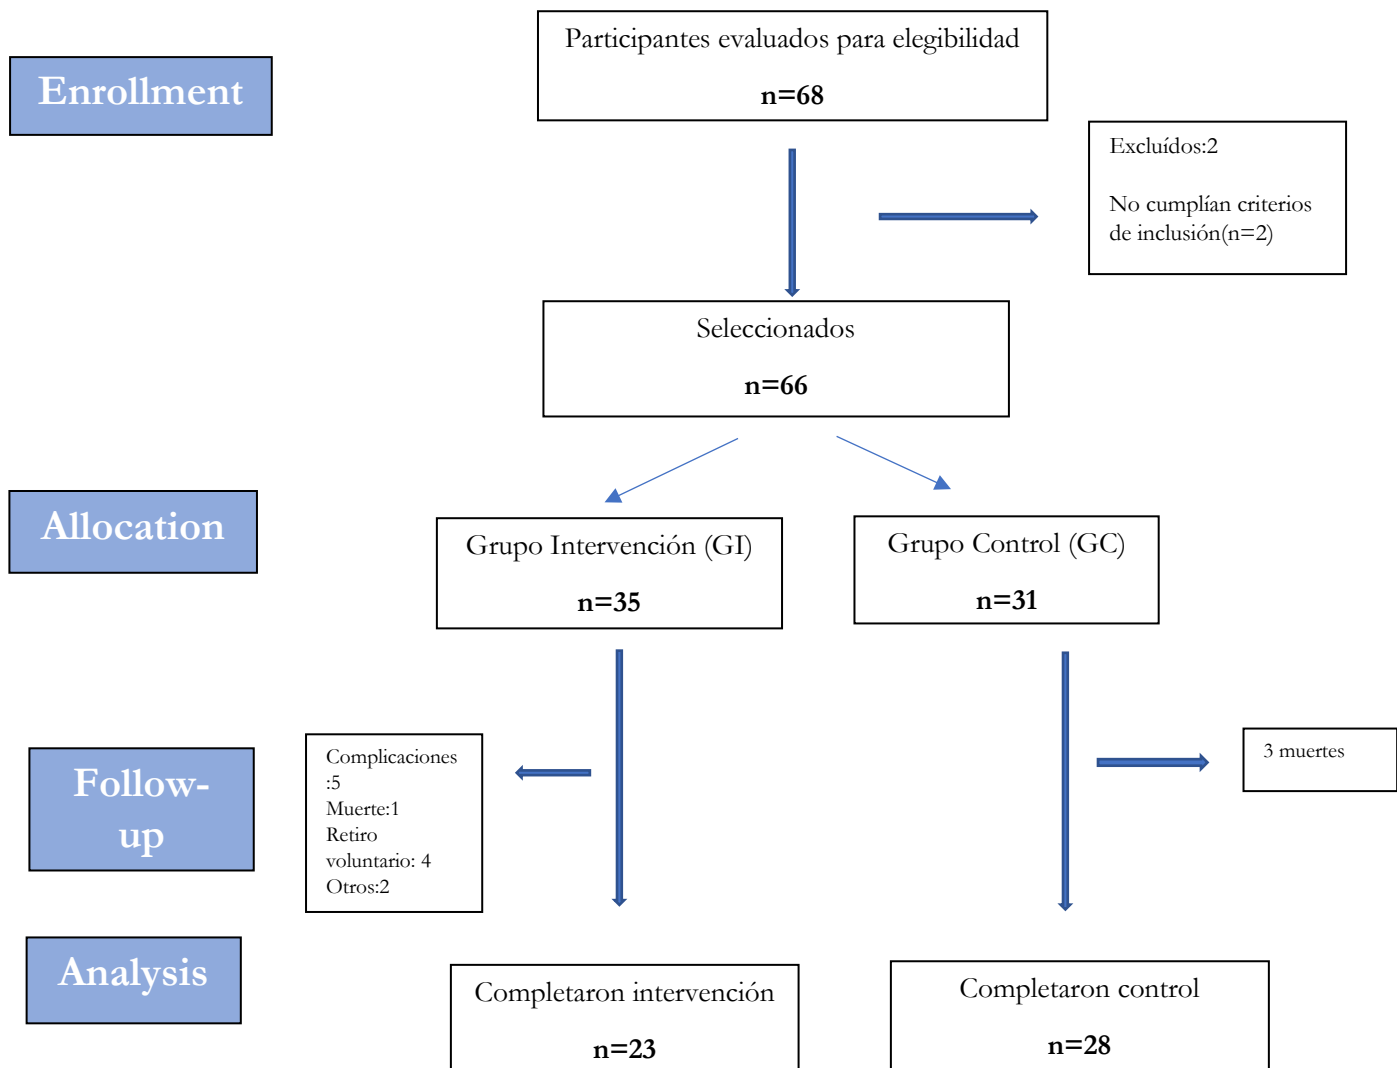 Participantes evaluados para elegibilidad
n=68
Enrollment
Excluídos:2
No cumplían criterios
de inclusión(n=2)
Seleccionados
n=66
Allocation
Grupo Intervención (GI)
n=35
Grupo Control (GC)
n=31
Follow-
up
Complicaciones
:5
Muerte:1
Retiro
voluntario: 4
Otros:2
3 muertes
Analysis
Completaron intervención
n=23
Completaron control
n=28